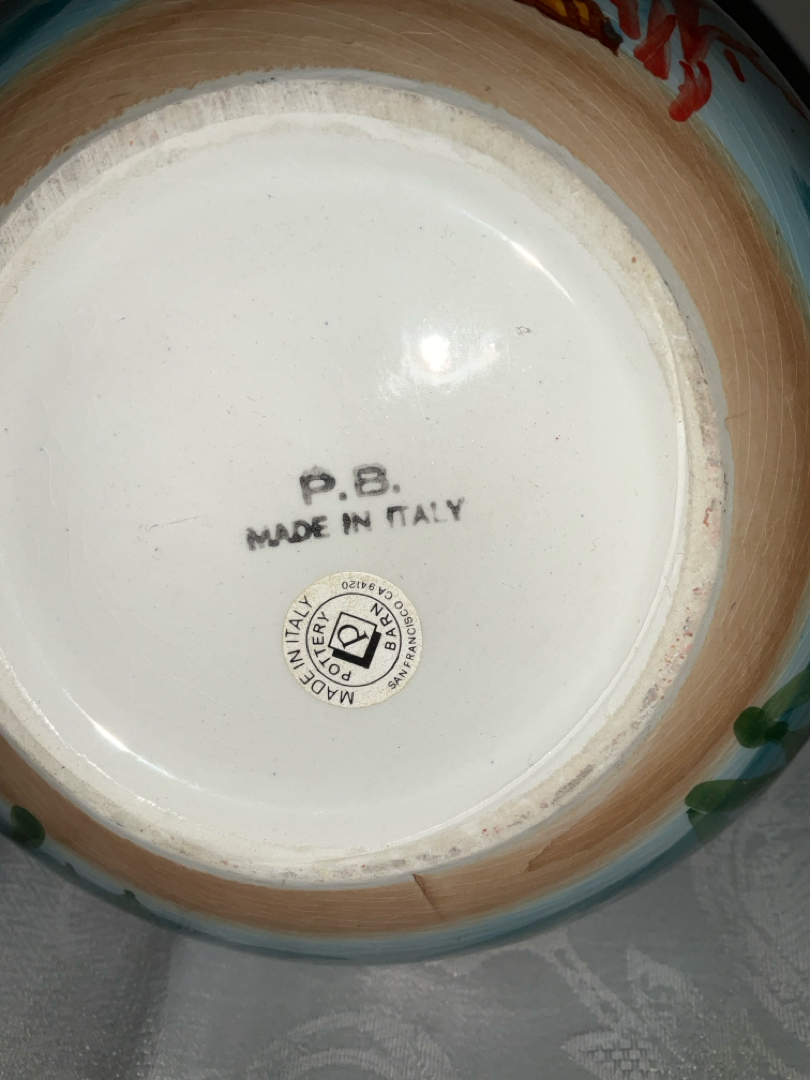 P.B.
MADE IN ITALY
MADE IN ITALY
POTTERY BARN
SAN FRANCISCO CA 94120